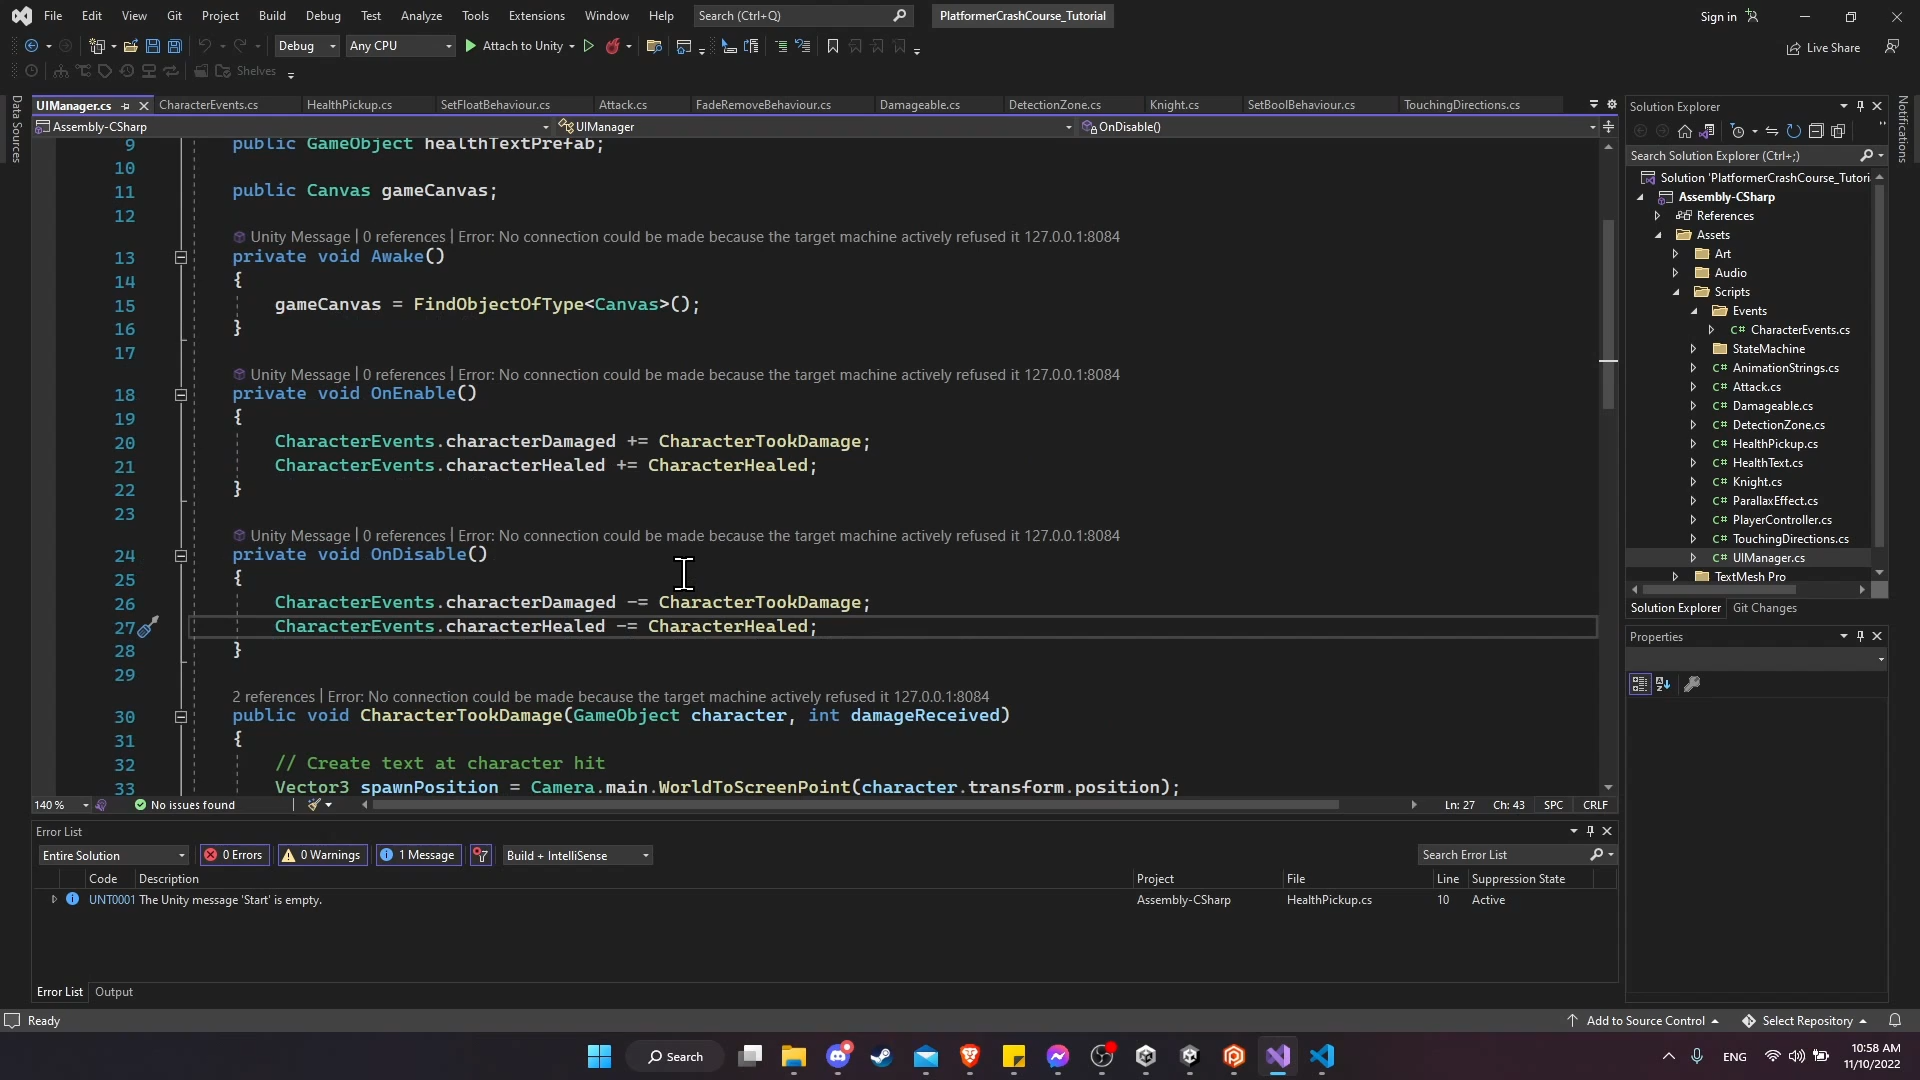 File Edit View Git Project Build Debug Test Analyze Tools Extensions Window Help Search (Ctrl+Q) PlatformerCrashCourse_Tutorial Sign in
Debug Any CPU Attach to Unity Live Share
Shelves
UIManager.cs CharacterEvents.cs HealthPickup.cs SetFloatBehaviour.cs Attack.cs FadeRemoveBehaviour.cs Damageable.cs DetectionZone.cs Knight.cs SetBoolBehaviour.cs TouchingDirections.cs
Assembly-CSharp UIManager OnDisable()
Data Sources
9 public GameObject healthTextPrefab;
10
11 public Canvas gameCanvas;
12
Unity Message | 0 references | Error: No connection could be made because the target machine actively refused it 127.0.0.1:8084
13 private void Awake()
14 {
15 gameCanvas = FindObjectOfType<Canvas>();
16 }
17
Unity Message | 0 references | Error: No connection could be made because the target machine actively refused it 127.0.0.1:8084
18 private void OnEnable()
19 {
20 CharacterEvents.characterDamaged += CharacterTookDamage;
21 CharacterEvents.characterHealed += CharacterHealed;
22 }
23
Unity Message | 0 references | Error: No connection could be made because the target machine actively refused it 127.0.0.1:8084
24 private void OnDisable()
25 {
26 CharacterEvents.characterDamaged -= CharacterTookDamage;
27 CharacterEvents.characterHealed -= CharacterHealed;
28 }
29
2 references | Error: No connection could be made because the target machine actively refused it 127.0.0.1:8084
30 public void CharacterTookDamage(GameObject character, int damageReceived)
31 {
32 // Create text at character hit
33 Vector3 spawnPosition = Camera.main.WorldToScreenPoint(character.transform.position);
140 % No issues found Ln: 27 Ch: 43 SPC CRLF
Error List
Entire Solution 0 Errors 0 Warnings 1 Message Build + IntelliSense Search Error List
Code Description Project File Line Suppression State
UNT0001 The Unity message 'Start' is empty. Assembly-CSharp HealthPickup.cs 10 Active
Error List Output
Solution Explorer
Search Solution Explorer (Ctrl+;)
Solution 'PlatformerCrashCourse_Tutori
Assembly-CSharp
References
Assets
Art
Audio
Scripts
Events
C# CharacterEvents.cs
StateMachine
C# AnimationStrings.cs
C# Attack.cs
C# Damageable.cs
C# DetectionZone.cs
C# HealthPickup.cs
C# HealthText.cs
C# Knight.cs
C# ParallaxEffect.cs
C# PlayerController.cs
C# TouchingDirections.cs
C# UIManager.cs
TextMesh Pro
Solution Explorer Git Changes
Properties
Notifications
Ready Add to Source Control Select Repository
Search ENG 10:58 AM
11/10/2022